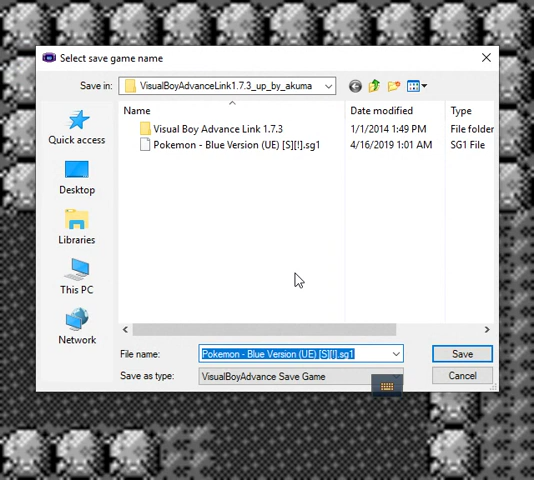 Select save game name
Save in:
VisualBoyAdvanceLink1.7.3_up_by_akuma
Name
Date modified
Type
Visual Boy Advance Link 1.7.3
1/1/2014 1:49 PM
File folder
Pokemon - Blue Version (UE) [S][!].sg1
4/16/2019 1:01 AM
SG1 File
Quick access
Desktop
Libraries
This PC
Network
File name:
Pokemon - Blue Version (UE) [S][!].sg1
Save
Save as type:
VisualBoyAdvance Save Game
Cancel